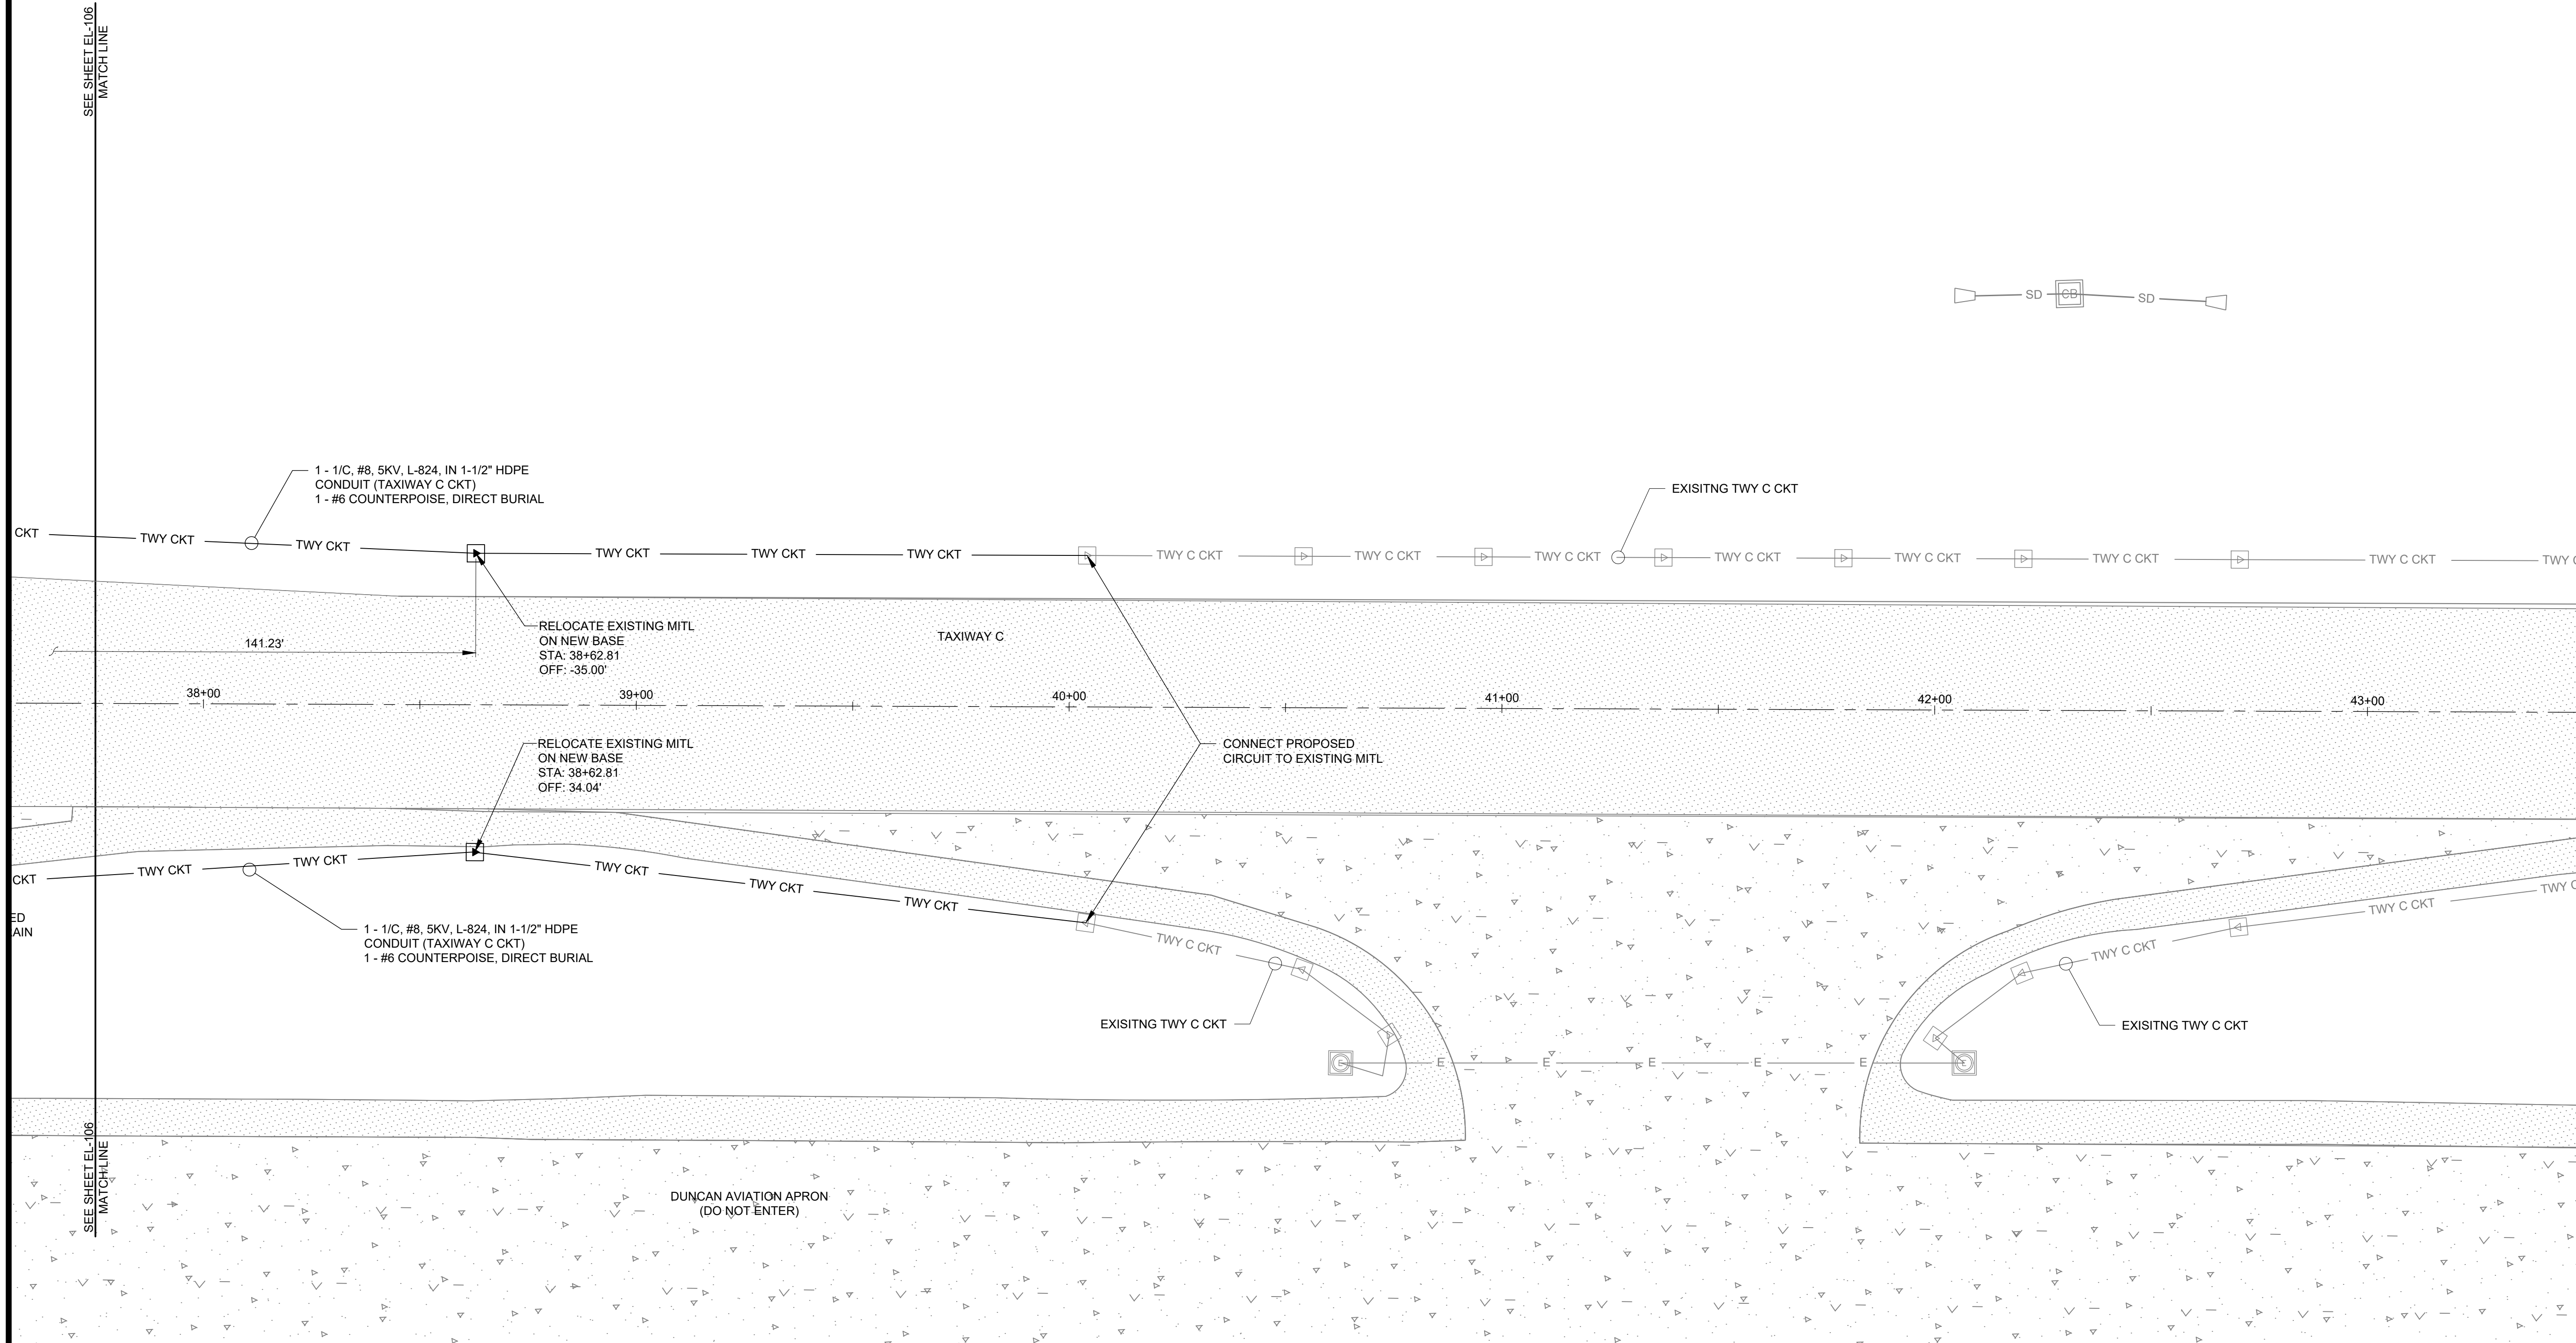 SEE SHEET EL-106
MATCH LINE
SD
CB
SD
1 - 1/C, #8, 5KV, L-824, IN 1-1/2" HDPE
CONDUIT (TAXIWAY C CKT)
1 - #6 COUNTERPOISE, DIRECT BURIAL
EXISITNG TWY C CKT
CKT
TWY CKT
TWY CKT
TWY CKT
TWY CKT
TWY CKT
TWY C CKT
TWY C CKT
TWY C CKT
TWY C CKT
TWY C CKT
TWY C CKT
TWY C CKT
TWY C
RELOCATE EXISTING MITL
ON NEW BASE
STA: 38+62.81
OFF: -35.00'
TAXIWAY C
141.23'
38+00
39+00
40+00
41+00
42+00
43+00
RELOCATE EXISTING MITL
ON NEW BASE
STA: 38+62.81
OFF: 34.04'
CONNECT PROPOSED
CIRCUIT TO EXISTING MITL
CKT
TWY CKT
TWY CKT
TWY CKT
TWY CKT
TWY CKT
TWY C CKT
TWY C CKT
TWY C CKT
TWY C
ED
AIN
1 - 1/C, #8, 5KV, L-824, IN 1-1/2" HDPE
CONDUIT (TAXIWAY C CKT)
1 - #6 COUNTERPOISE, DIRECT BURIAL
EXISITNG TWY C CKT
EXISITNG TWY C CKT
E
E
E
E
E
E
E
SEE SHEET EL-106
MATCH LINE
DUNCAN AVIATION APRON
(DO NOT ENTER)